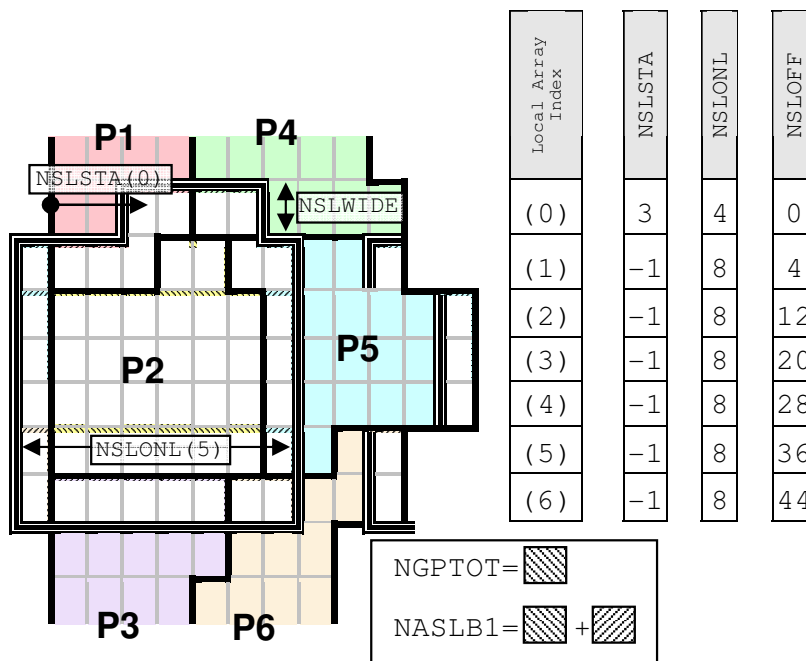 P1
P4
NSLSTA(0)
NSLWIDE
P2
P5
NSLONL(5)
P3
P6
Local Array Index NSLSTA NSLONL NSLOFF
(0) 3 4 0
(1) −1 8 4
(2) −1 8 12
(3) −1 8 20
(4) −1 8 28
(5) −1 8 36
(6) −1 8 44
NGPTOT=
NASLB1= +